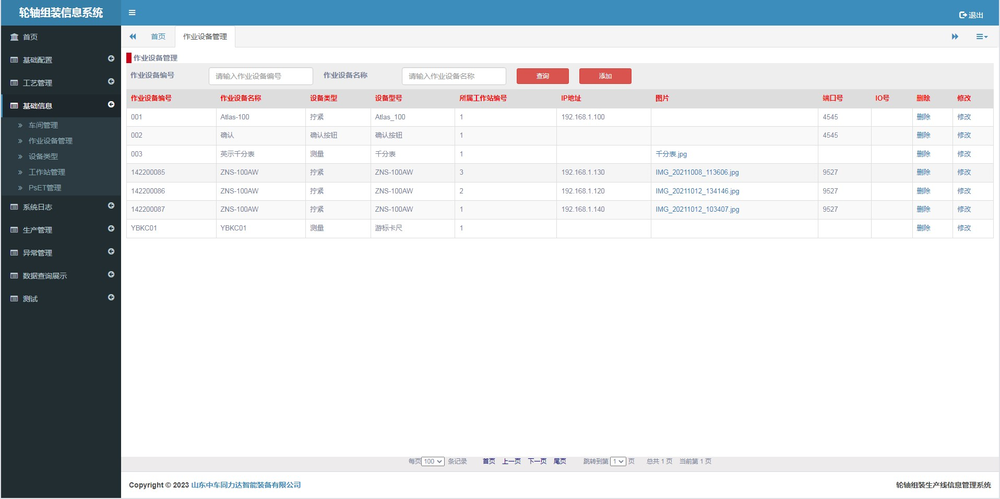 轮轴组装信息系统
退出
首页
基础配置
工艺管理
基础信息
车间管理
作业设备管理
设备类型
工作站管理
PsET管理
系统日志
生产管理
异常管理
数据查询展示
测试
首页 作业设备管理
作业设备管理
作业设备编号 请输入作业设备编号 作业设备名称 请输入作业设备名称 查询 添加
作业设备编号 作业设备名称 设备类型 设备型号 所属工作站编号 IP地址 图片 端口号 IO号 删除 修改
001 Atlas-100 拧紧 Atlas_100 1 192.168.1.100 4545 删除 修改
002 确认 确认按钮 确认按钮 1 4545 删除 修改
003 英示千分表 测量 千分表 1 千分表.jpg 删除 修改
142200085 ZNS-100AW 拧紧 ZNS-100AW 3 192.168.1.130 IMG_20211008_113606.jpg 9527 删除 修改
142200086 ZNS-100AW 拧紧 ZNS-100AW 2 192.168.1.120 IMG_20211012_134146.jpg 9527 删除 修改
142200087 ZNS-100AW 拧紧 ZNS-100AW 1 192.168.1.140 IMG_20211012_103407.jpg 9527 删除 修改
YBKC01 YBKC01 测量 游标卡尺 1 删除 修改
每页 100 条记录 首页 上一页 下一页 尾页 跳转到第 1 页 总共 1 页 当前第 1 页
Copyright © 2023 山东中车同力达智能装备有限公司
轮轴组装生产线信息管理系统